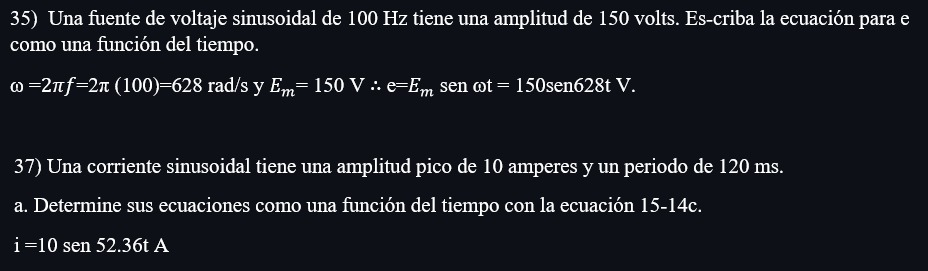 35) Una fuente de voltaje sinusoidal de 100 Hz tiene una amplitud de 150 volts. Es-criba la ecuación para e
como una función del tiempo.
ω =2πf=2π (100)=628 rad/s y Eₘ= 150 V ∴ e=Eₘ sen ωt = 150sen628t V.
37) Una corriente sinusoidal tiene una amplitud pico de 10 amperes y un periodo de 120 ms.
a. Determine sus ecuaciones como una función del tiempo con la ecuación 15-14c.
i =10 sen 52.36t A